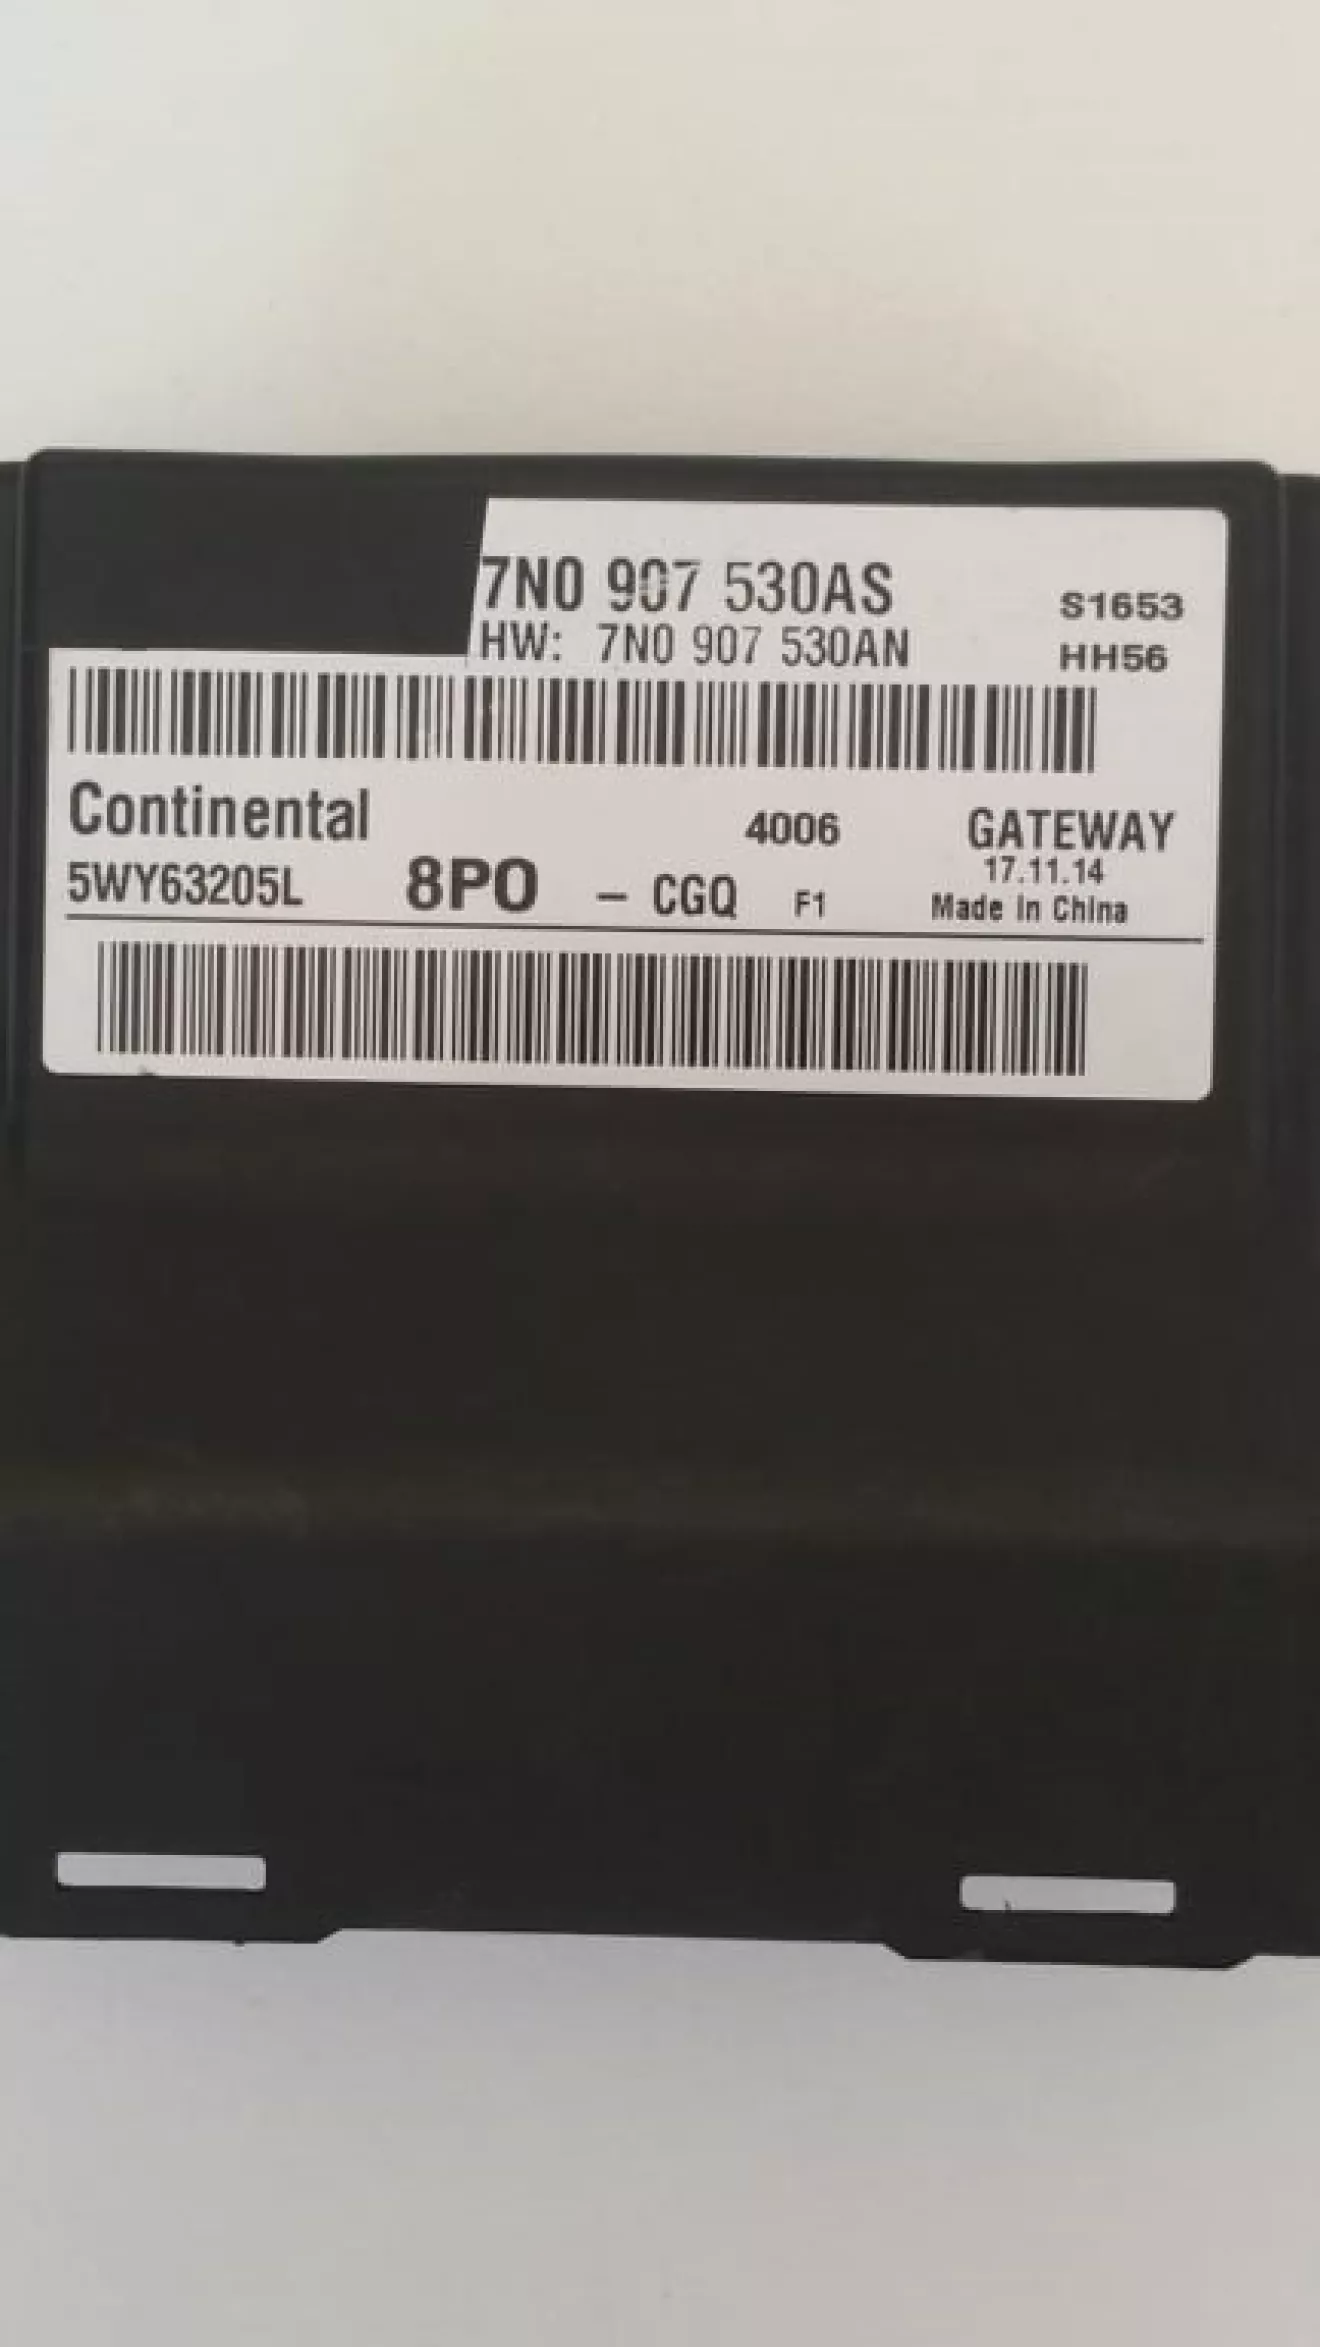 7N0 907 530AS S1653
HW: 7N0 907 530AN HH56
Continental 4006 GATEWAY
17.11.14
5WY63205L 8PO - CGQ F1 Made in China